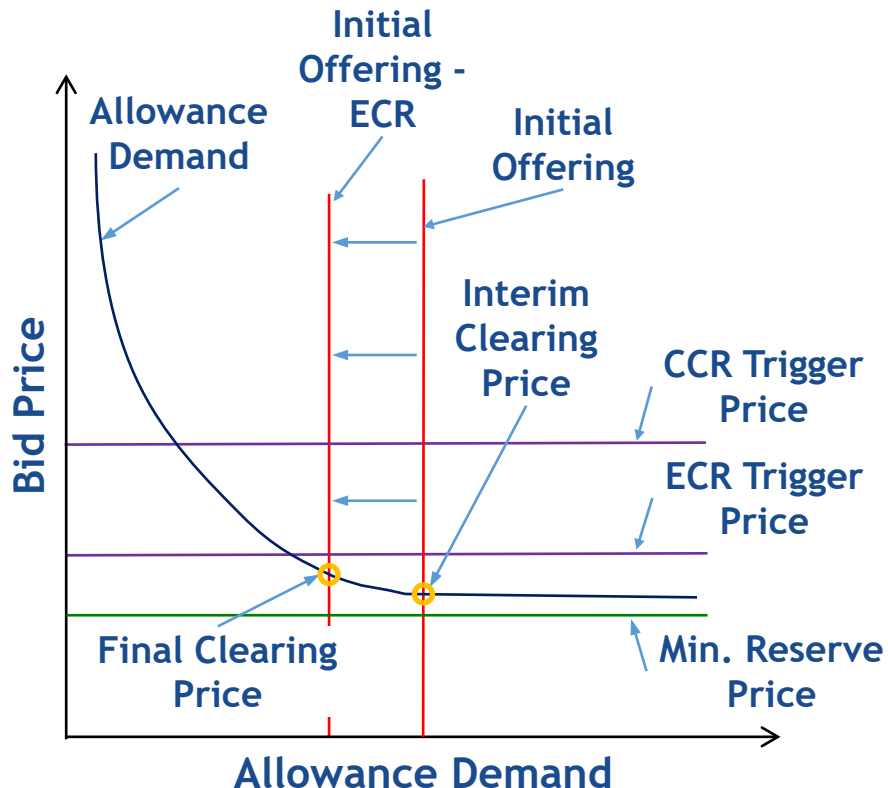 Initial
Offering -
ECR
Allowance
Demand
Initial
Offering
Interim
Clearing
Price
CCR Trigger
Price
ECR Trigger
Price
Bid Price
Final Clearing
Price
Min. Reserve
Price
Allowance Demand